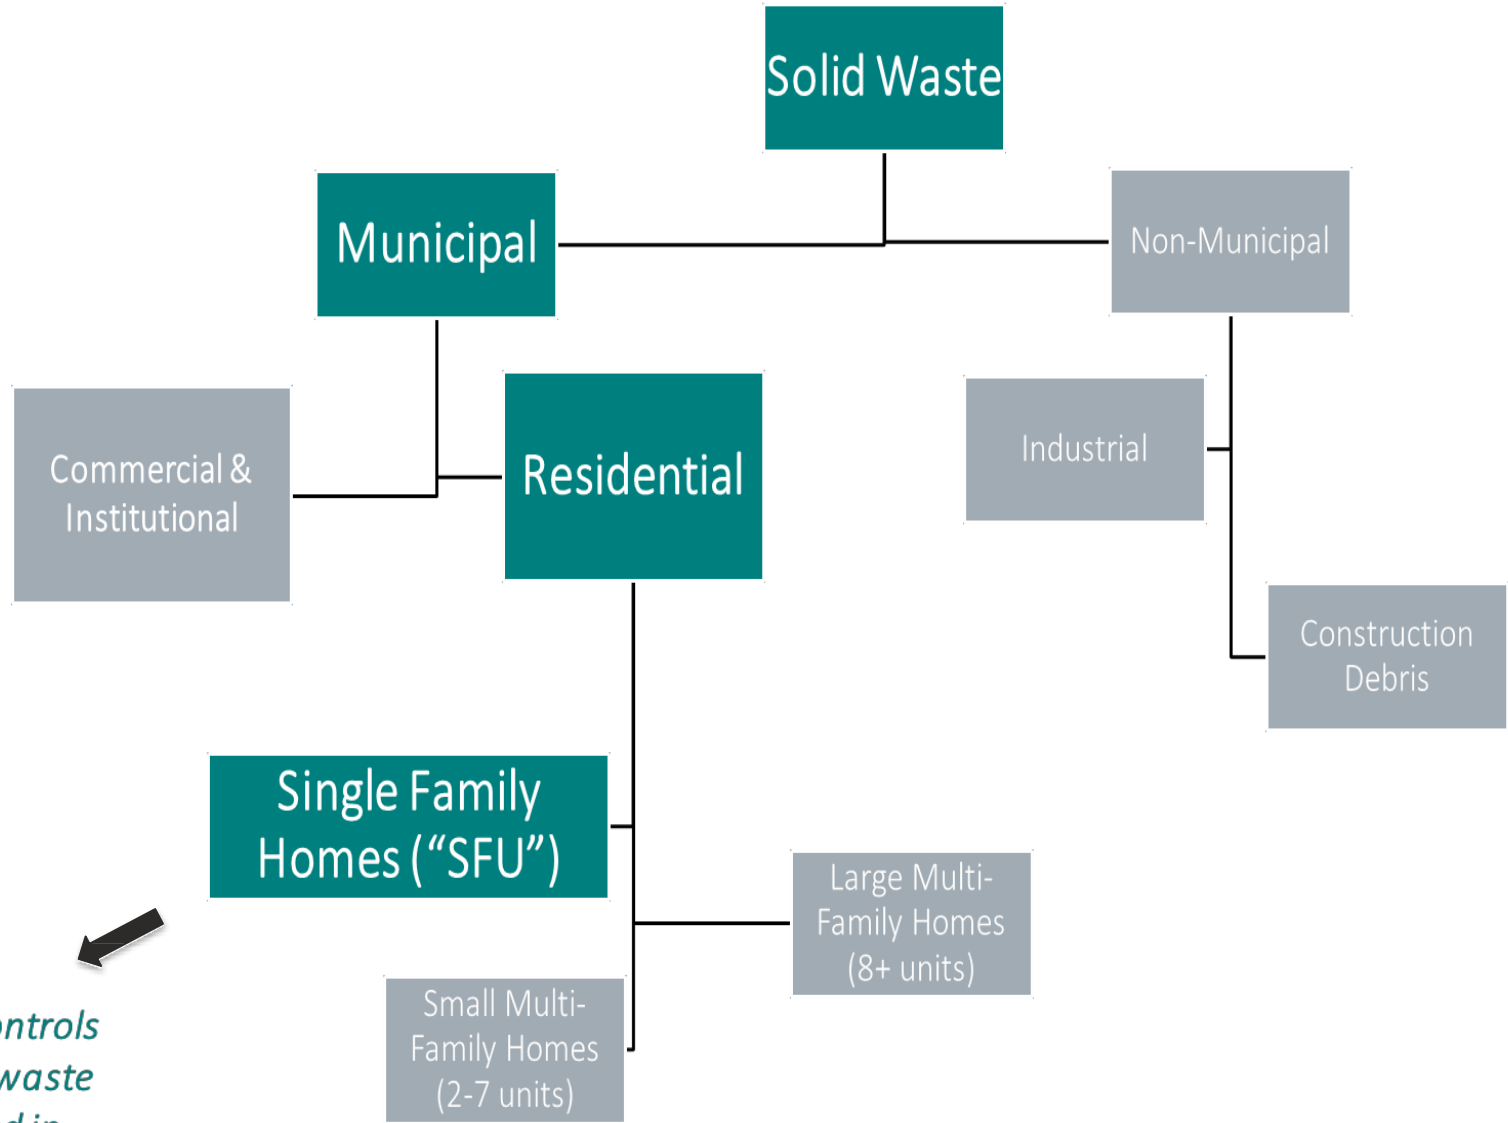 Solid Waste
Municipal
Non-Municipal
Commercial &
Institutional
Residential
Industrial
Construction
Debris
Single Family
Homes (“SFU”)
Large Multi-
Family Homes
(8+ units)
Small Multi-
Family Homes
(2-7 units)
waste